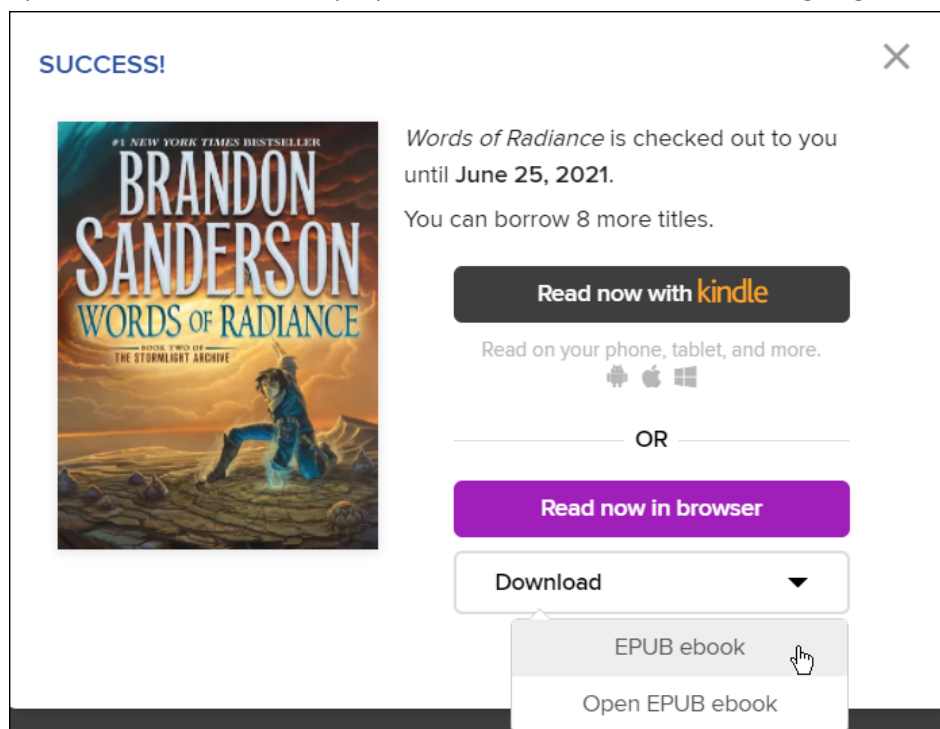 SUCCESS!
#1 NEW YORK TIMES BESTSELLER
BRANDON
SANDERSON
WORDS OF RADIANCE
BOOK TWO OF
THE STORMLIGHT ARCHIVE
Words of Radiance is checked out to you
until June 25, 2021.
You can borrow 8 more titles.
Read now with kindle
Read on your phone, tablet, and more.
OR
Read now in browser
Download
EPUB ebook
Open EPUB ebook